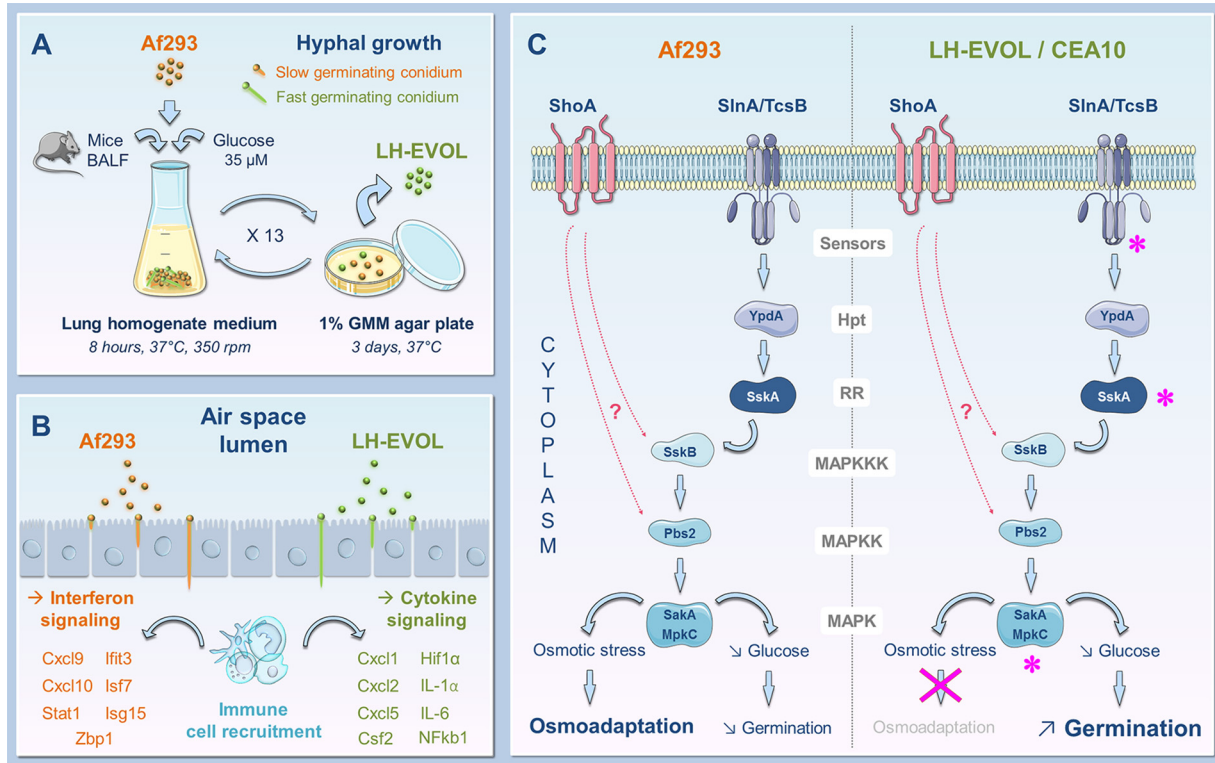 A
Af293
Hyphal growth
Slow germinating conidium
Fast germinating conidium
Mice
BALF
Glucose
35 µM
LH-EVOL
X 13
Lung homogenate medium
8 hours, 37°C, 350 rpm
1% GMM agar plate
3 days, 37°C
B
Air space
lumen
Af293
LH-EVOL
→ Interferon
signaling
→ Cytokine
signaling
Cxcl9 Ifit3
Cxcl10 Isf7
Stat1 Isg15
Zbp1
Immune
cell recruitment
Cxcl1 Hif1α
Cxcl2 IL-1α
Cxcl5 IL-6
Csf2 NFkb1
C
Af293
LH-EVOL / CEA10
ShoA
SlnA/TcsB
ShoA
SlnA/TcsB
Sensors
*
YpdA
Hpt
YpdA
CYTOPLASM
SskA
RR
SskA
*
?
?
SskB
MAPKKK
SskB
Pbs2
MAPKK
Pbs2
SakA
MpkC
MAPK
SakA
MpkC
*
Osmotic stress
↘ Glucose
Osmotic stress
↘ Glucose
Osmoadaptation
↘ Germination
Osmoadaptation
↗ Germination